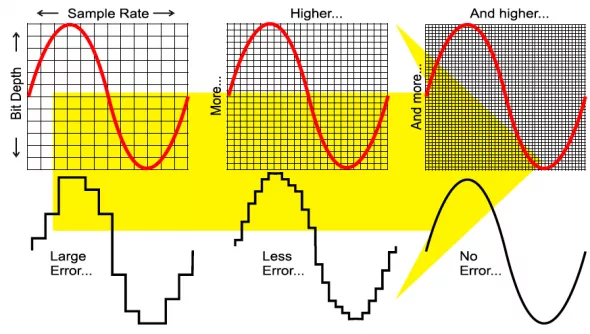 Sample Rate
Higher...
And higher...
Bit Depth
More...
And more...
Large
Error...
Less
Error...
No
Error...